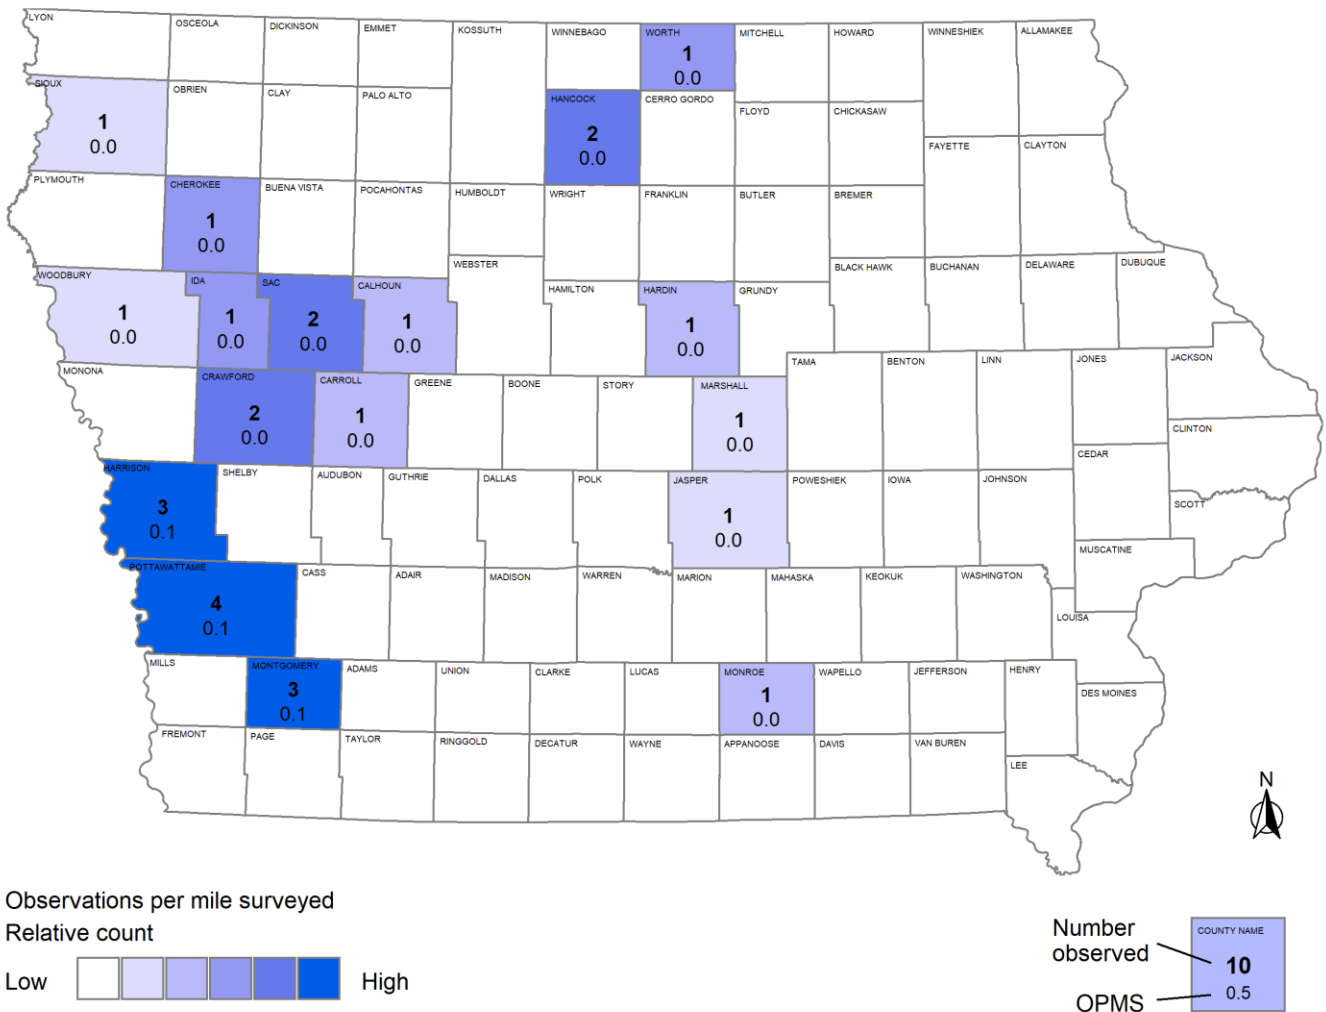 LYON
OSCEOLA
DICKINSON
EMMET
KOSSUTH
WINNEBAGO
WORTH
1
0.0
MITCHELL
HOWARD
WINNESHIEK
ALLAMAKEE
SIOUX
1
0.0
OBRIEN
CLAY
PALO ALTO
HANCOCK
2
0.0
CERRO GORDO
FLOYD
CHICKASAW
FAYETTE
CLAYTON
PLYMOUTH
CHEROKEE
1
0.0
BUENA VISTA
POCAHONTAS
HUMBOLDT
WRIGHT
FRANKLIN
BUTLER
BREMER
WOODBURY
1
0.0
IDA
1
0.0
SAC
2
0.0
CALHOUN
1
0.0
WEBSTER
HAMILTON
HARDIN
1
0.0
GRUNDY
BLACK HAWK
BUCHANAN
DELAWARE
DUBUQUE
MONONA
CRAWFORD
2
0.0
CARROLL
1
0.0
GREENE
BOONE
STORY
MARSHALL
1
0.0
TAMA
BENTON
LINN
JONES
JACKSON
CLINTON
CEDAR
HARRISON
3
0.1
SHELBY
AUDUBON
GUTHRIE
DALLAS
POLK
JASPER
1
0.0
POWESHIEK
IOWA
JOHNSON
SCOTT
MUSCATINE
POTTAWATTAMIE
4
0.1
CASS
ADAIR
MADISON
WARREN
MARION
MAHASKA
KEOKUK
WASHINGTON
LOUISA
MILLS
MONTGOMERY
3
0.1
ADAMS
UNION
CLARKE
LUCAS
MONROE
1
0.0
WAPELLO
JEFFERSON
HENRY
DES MOINES
FREMONT
PAGE
TAYLOR
RINGGOLD
DECATUR
WAYNE
APPANOOSE
DAVIS
VAN BUREN
LEE
N
Observations per mile surveyed
Relative count
Low
High
Number
observed
OPMS
COUNTY NAME
10
0.5